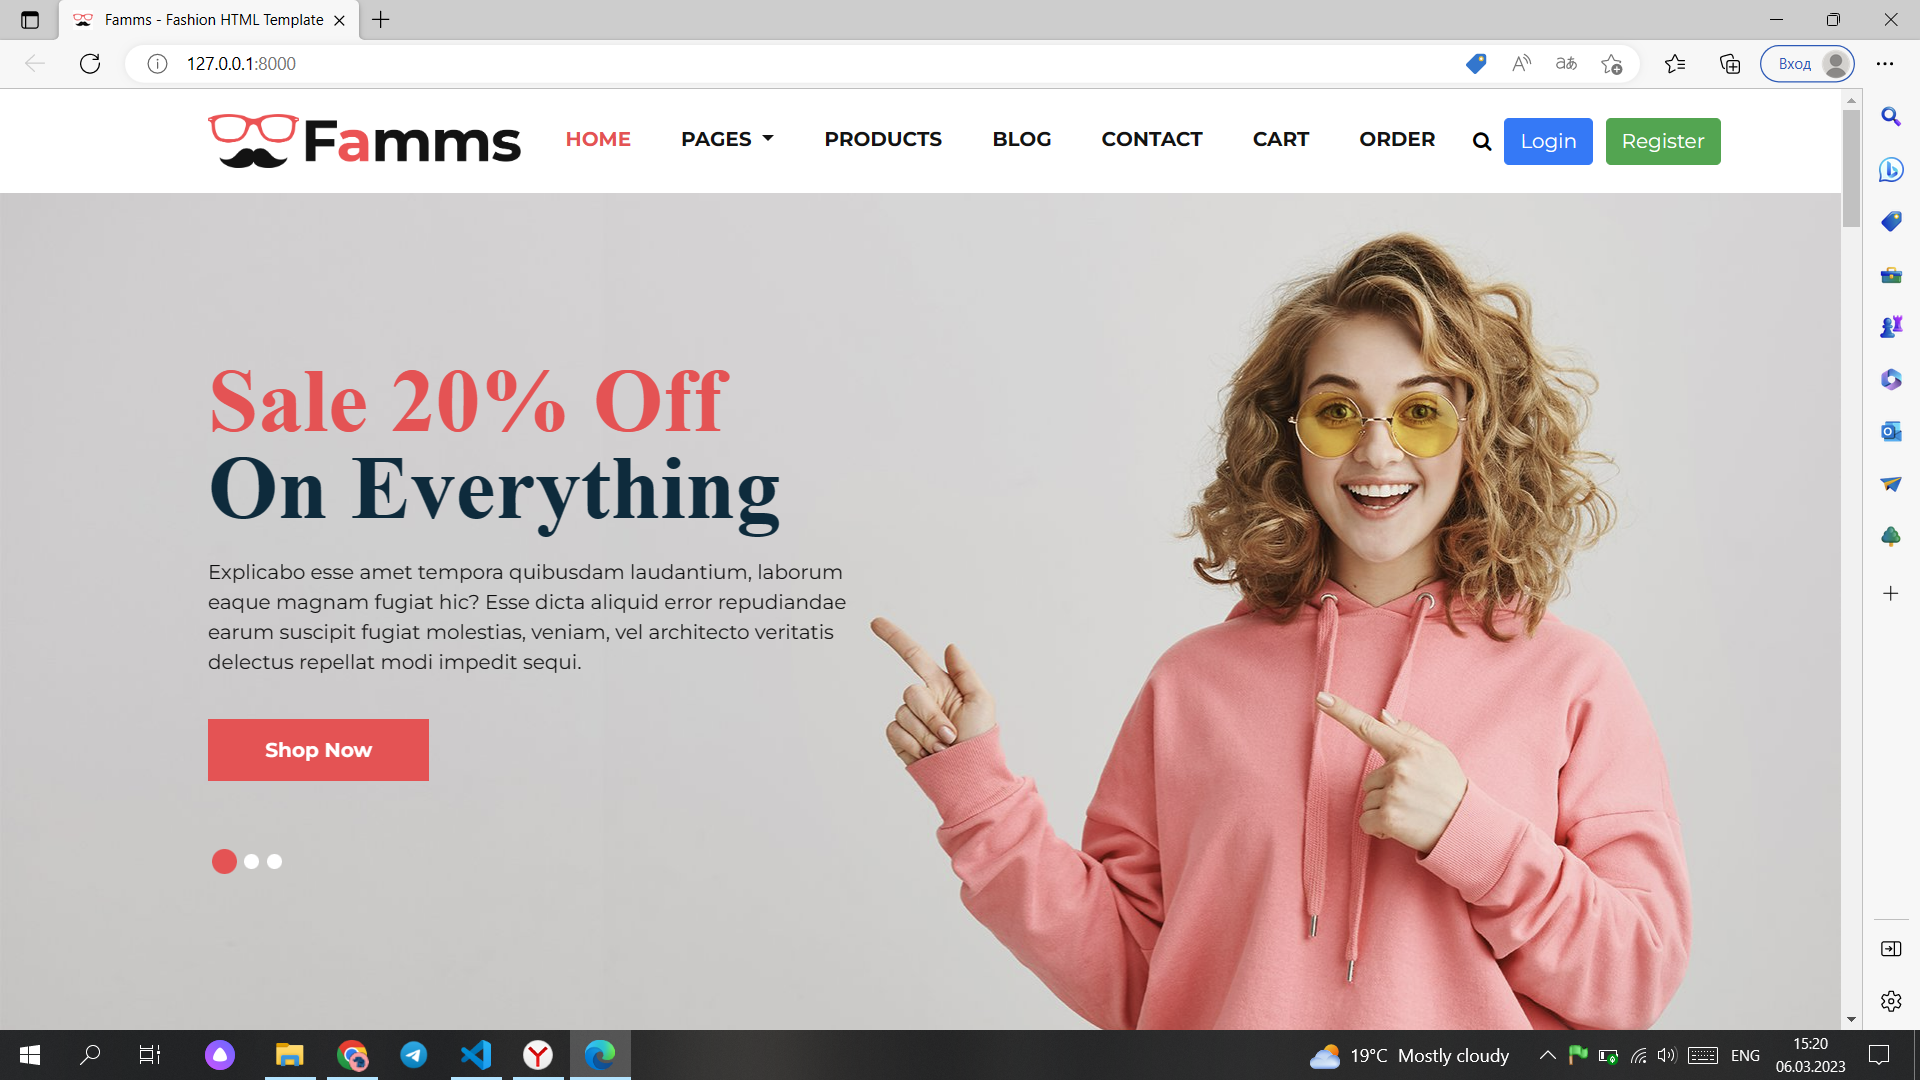 Famms - Fashion HTML Template
127.0.0.1:8000
Вход
Famms
HOME PAGES PRODUCTS BLOG CONTACT CART ORDER Login Register
Sale 20% Off
On Everything
Explicabo esse amet tempora quibusdam laudantium, laborum
eaque magnam fugiat hic? Esse dicta aliquid error repudiandae
earum suscipit fugiat molestias, veniam, vel architecto veritatis
delectus repellat modi impedit sequi.
Shop Now
19°C Mostly cloudy
ENG
15:20
06.03.2023